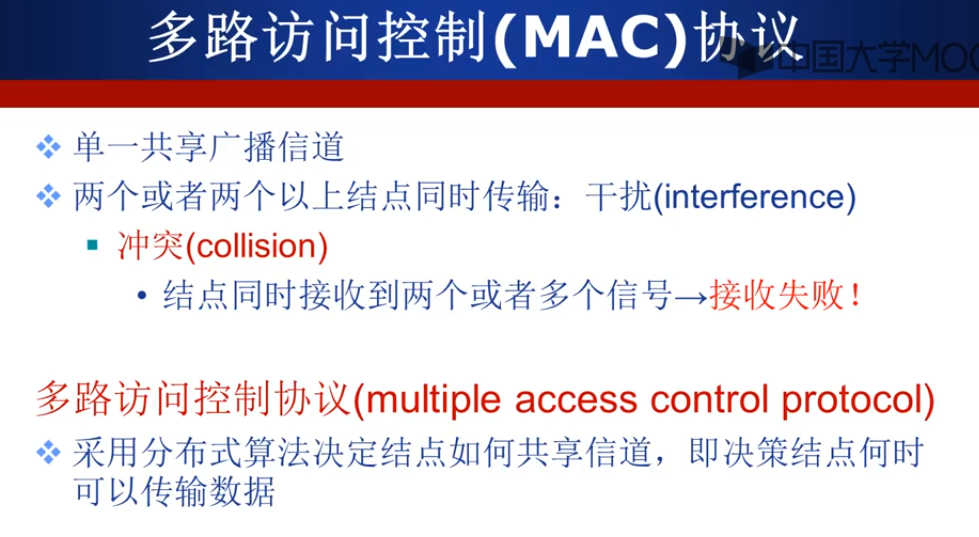 多路访问控制(MAC)协议
中国大学MOO
单一共享广播信道
两个或者两个以上结点同时传输：干扰(interference)
冲突(collision)
结点同时接收到两个或者多个信号→接收失败！
多路访问控制协议(multiple access control protocol)
采用分布式算法决定结点如何共享信道，即决策结点何时
可以传输数据